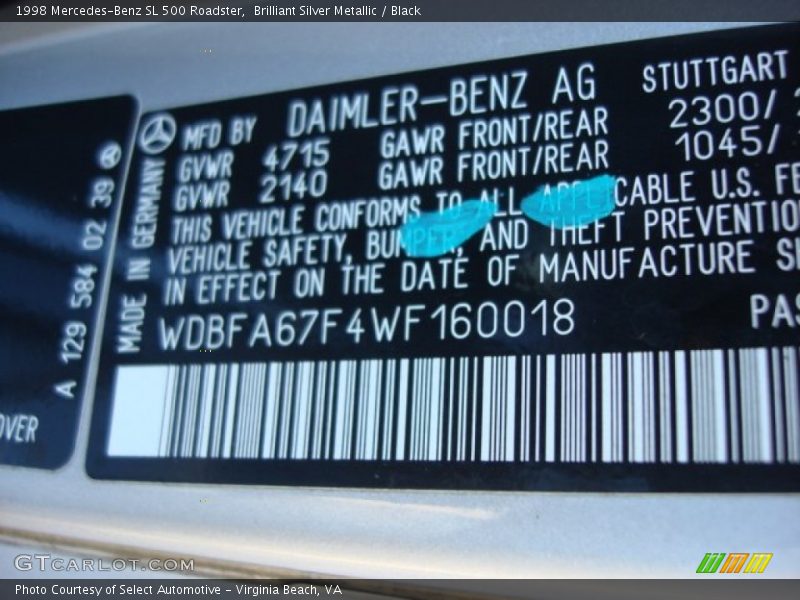 1998 Mercedes-Benz SL 500 Roadster, Brilliant Silver Metallic / Black
MFD BY DAIMLER-BENZ AG STUTTGART
GVWR 4715 GAWR FRONT/REAR 2300/
GVWR 2140 GAWR FRONT/REAR 1045/
THIS VEHICLE CONFORMS TO ALL APPLICABLE U.S. FE
VEHICLE SAFETY, BUMPER, AND THEFT PREVENTION
IN EFFECT ON THE DATE OF MANUFACTURE S
WDBFA67F4WF160018 PAS
MADE IN GERMANY
A 129 584 02 39
OVER
GTCARLOT.COM
Photo Courtesy of Select Automotive - Virginia Beach, VA